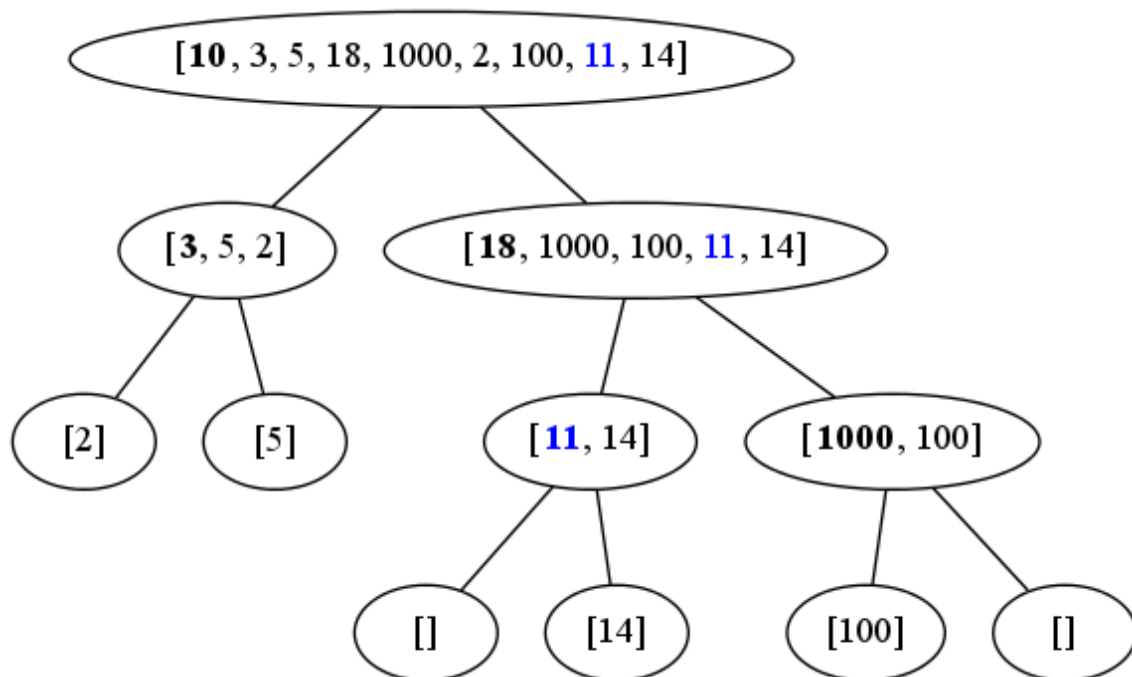 [10, 3, 5, 18, 1000, 2, 100, 11, 14]
[3, 5, 2]
[18, 1000, 100, 11, 14]
[2]
[5]
[11, 14]
[1000, 100]
[]
[14]
[100]
[]